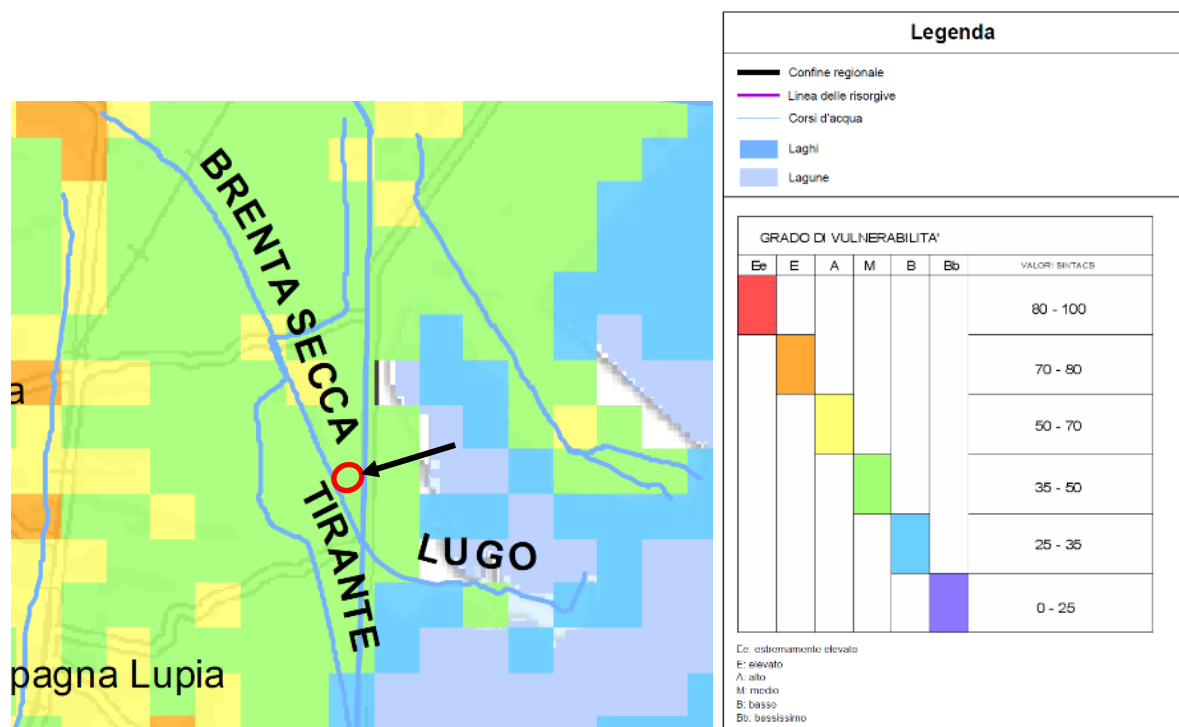 BRENTA SECCA
TIRANTE
LUGO
a
pagna Lupia
Legenda
Confine regionale
Linea delle risorgive
Corsi d'acqua
Laghi
Lagune
GRADO DI VULNERABILITA'
Ee E A M B Bb VALORI SINTACS
80 - 100
70 - 80
50 - 70
35 - 50
25 - 35
0 - 25
Ee: estremamente elevato
E: elevato
A: alto
M: medio
B: basso
Bb: bassissimo